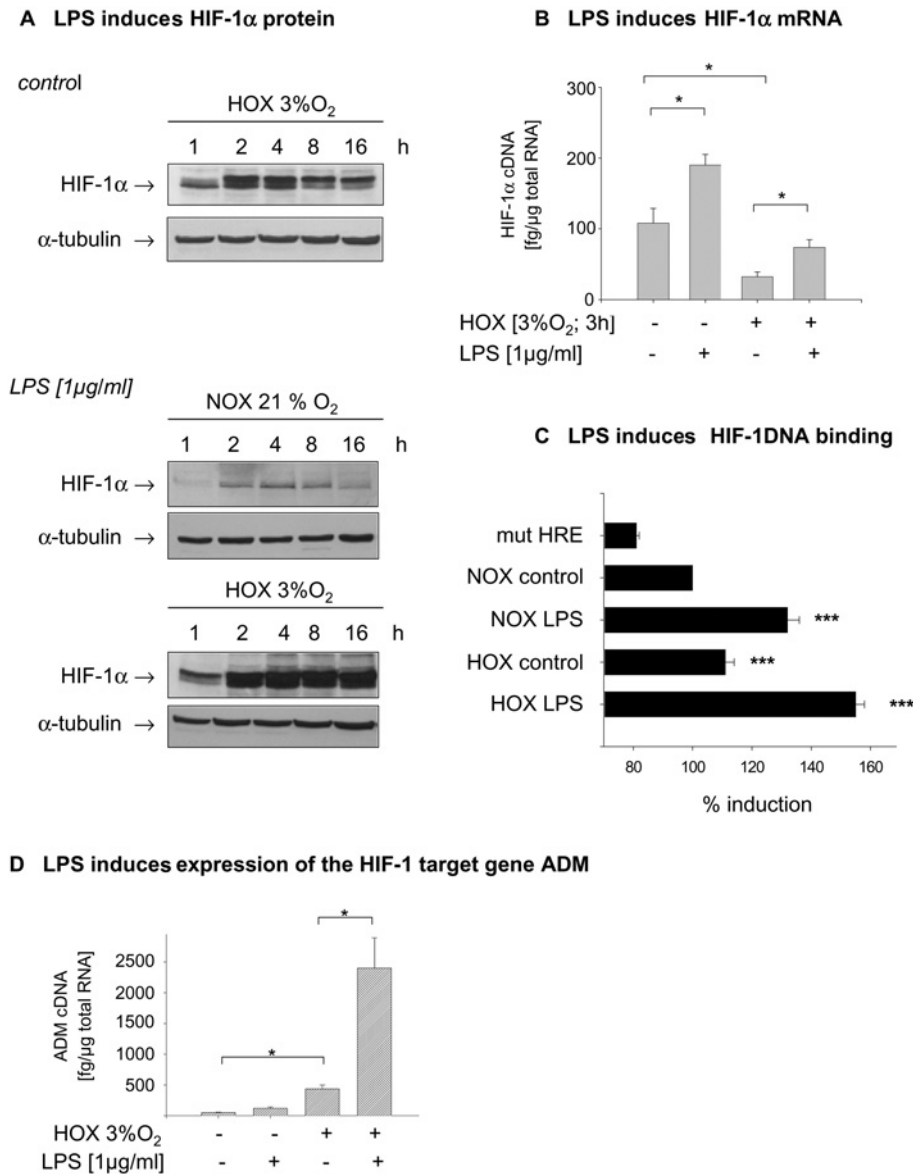 A LPS induces HIF-1α protein
control
HOX 3%O₂
1 2 4 8 16 h
HIF-1α →
α-tubulin →
LPS [1µg/ml]
NOX 21 % O₂
1 2 4 8 16 h
HIF-1α →
α-tubulin →
HOX 3%O₂
1 2 4 8 16 h
HIF-1α →
α-tubulin →
B LPS induces HIF-1α mRNA
HIF-1α cDNA
[fg/µg total RNA]
300
200
100
0
*
*
*
HOX [3%O₂; 3h] - - + +
LPS [1µg/ml] - + - +
C LPS induces HIF-1DNA binding
mut HRE
NOX control
NOX LPS ***
HOX control ***
HOX LPS ***
80 100 120 140 160
% induction
D LPS induces expression of the HIF-1 target gene ADM
ADM cDNA
[fg/µg total RNA]
2500
2000
1500
1000
500
*
*
HOX 3%O₂ - - + +
LPS [1µg/ml] - + - +